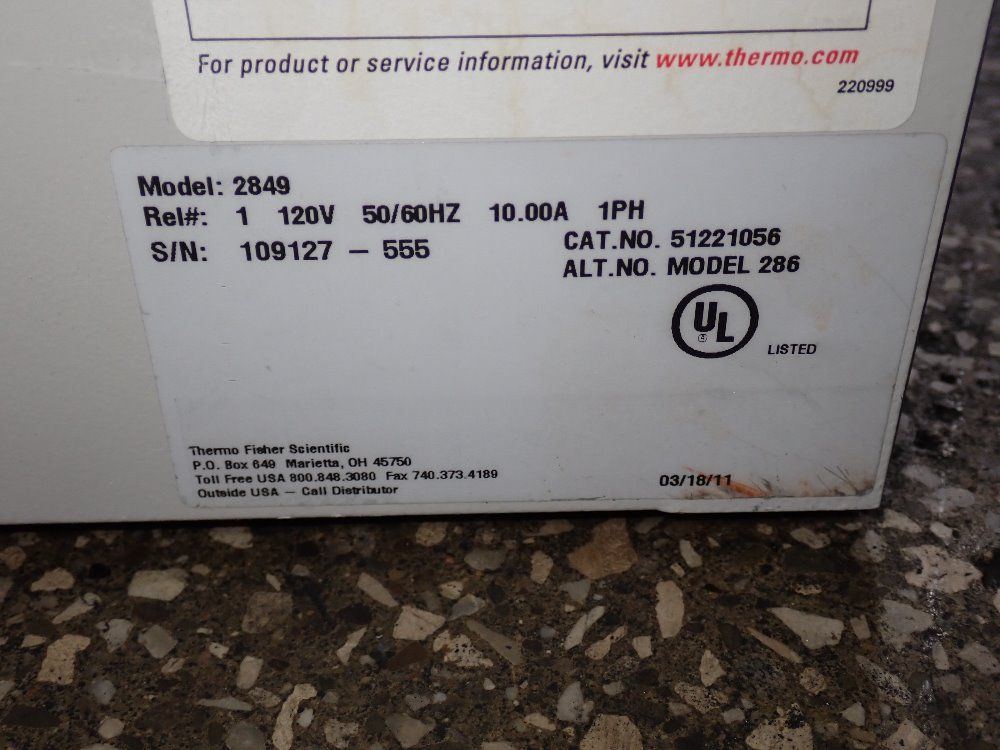 For product or service information, visit www.thermo.com
220999
Model: 2849
Rel#: 1 120V 50/60HZ 10.00A 1PH
S/N: 109127 – 555
CAT.NO. 51221056
ALT.NO. MODEL 286
UL
®
LISTED
Thermo Fisher Scientific
P.O. Box 649 Marietta, OH 45750
Toll Free USA 800.848.3080 Fax 740.373.4189
Outside USA – Call Distributor
03/18/11